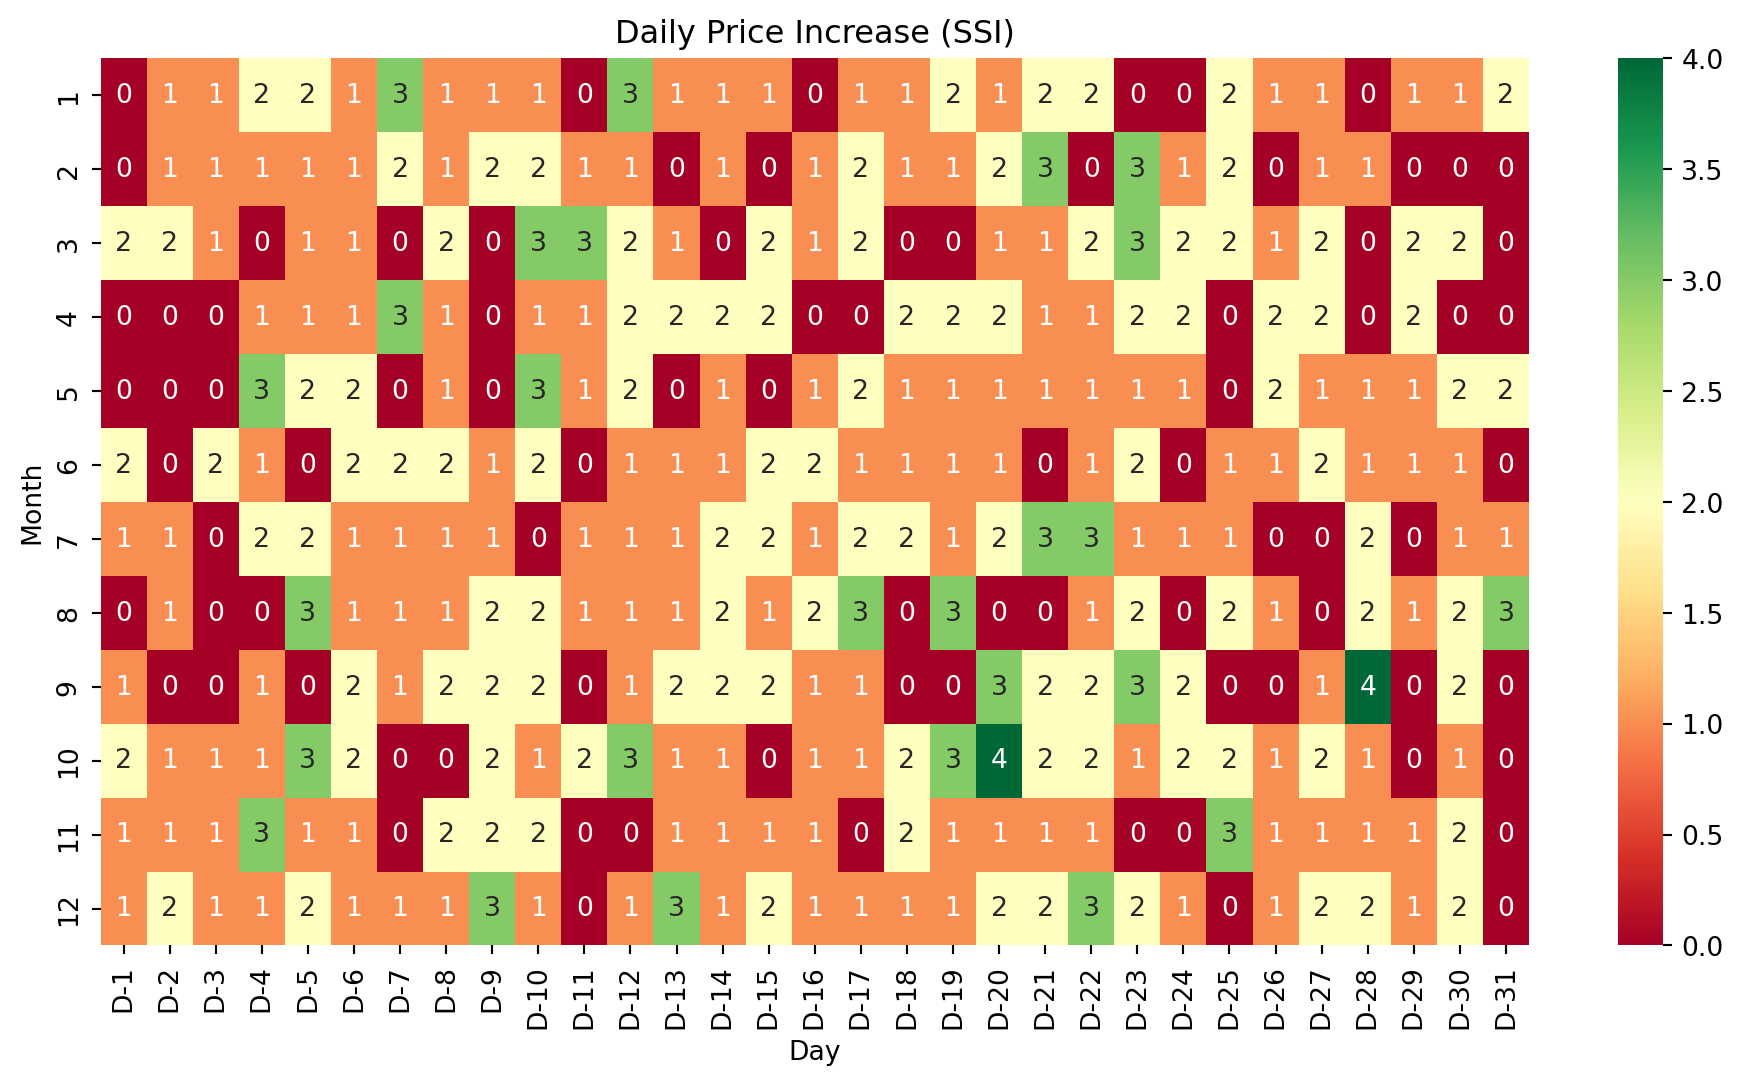 Daily Price Increase (SSI)
1 0 1 1 2 2 1 3 1 1 1 0 3 1 1 1 0 1 1 2 1 2 2 0 0 2 1 1 0 1 1 2
2 0 1 1 1 1 1 2 1 2 2 1 1 0 1 0 1 2 1 1 2 3 0 3 1 2 0 1 1 0 0 0
3 2 2 1 0 1 1 0 2 0 3 3 2 1 0 2 1 2 0 0 1 1 2 3 2 2 1 2 0 2 2 0
4 0 0 0 1 1 1 3 1 0 1 1 2 2 2 2 0 0 2 2 2 1 1 2 2 0 2 2 0 2 0 0
5 0 0 0 3 2 2 0 1 0 3 1 2 0 1 0 1 2 1 1 1 1 1 1 1 0 2 1 1 1 2 2
6 2 0 2 1 0 2 2 2 1 2 0 1 1 1 2 2 1 1 1 1 0 1 2 0 1 1 2 1 1 1 0
7 1 1 0 2 2 1 1 1 1 0 1 1 1 2 2 1 2 2 1 2 3 3 1 1 1 0 0 2 0 1 1
8 0 1 0 0 3 1 1 1 2 2 1 1 1 2 1 2 3 0 3 0 0 1 2 0 2 1 0 2 1 2 3
9 1 0 0 1 0 2 1 2 2 2 0 1 2 2 2 1 1 0 0 3 2 2 3 2 0 0 1 4 0 2 0
10 2 1 1 1 3 2 0 0 2 1 2 3 1 1 0 1 1 2 3 4 2 2 1 2 2 1 2 1 0 1 0
11 1 1 1 3 1 1 0 2 2 2 0 0 1 1 1 1 0 2 1 1 1 1 0 0 3 1 1 1 1 2 0
12 1 2 1 1 2 1 1 1 3 1 0 1 3 1 2 1 1 1 1 2 2 3 2 1 0 1 2 2 1 2 0
Month
D-1 D-2 D-3 D-4 D-5 D-6 D-7 D-8 D-9 D-10 D-11 D-12 D-13 D-14 D-15 D-16 D-17 D-18 D-19 D-20 D-21 D-22 D-23 D-24 D-25 D-26 D-27 D-28 D-29 D-30 D-31
Day
4.0
3.5
3.0
2.5
2.0
1.5
1.0
0.5
0.0